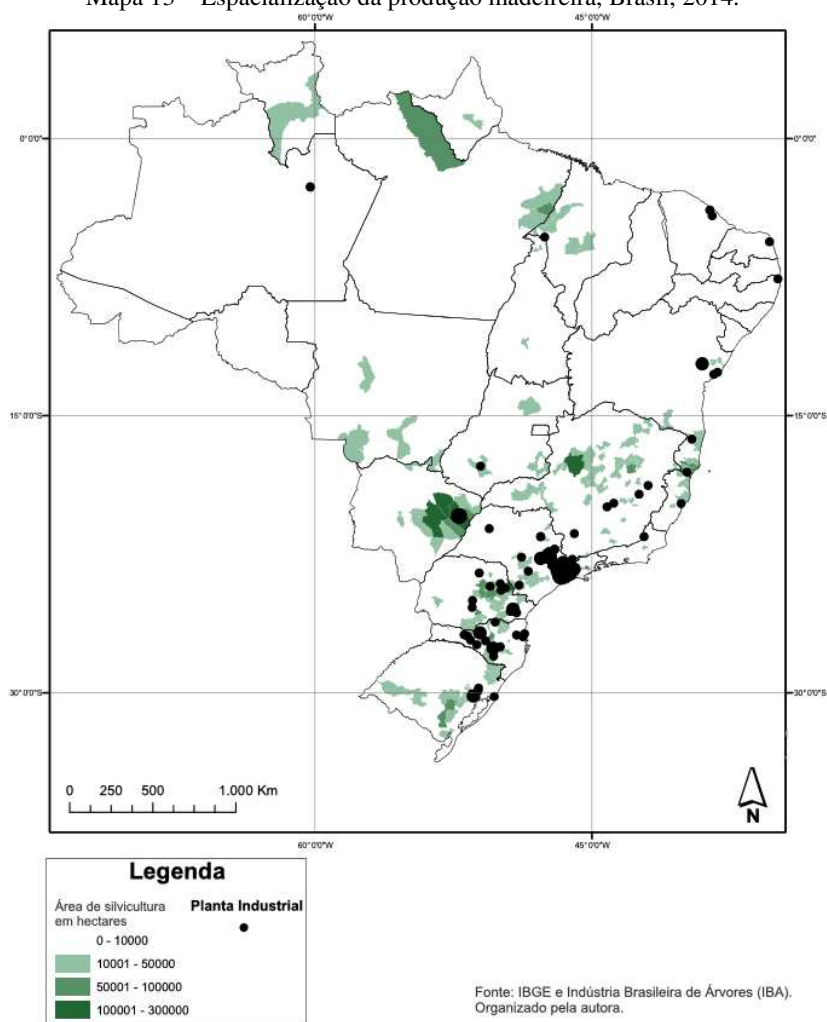 Mapa 13 – Espacialização da produção madeireira, Brasil, 2014.
60°0'0"W 45°0'0"W
0°0'0" 0°0'0"
15°0'0"S 15°0'0"S
30°0'0"S 30°0'0"S
0 250 500 1.000 Km
N
60°0'0"W 45°0'0"W
Legenda
Área de silvicultura
em hectares
Planta Industrial
0 - 10000
10001 - 50000
50001 - 100000
100001 - 300000
Fonte: IBGE e Indústria Brasileira de Árvores (IBA).
Organizado pela autora.